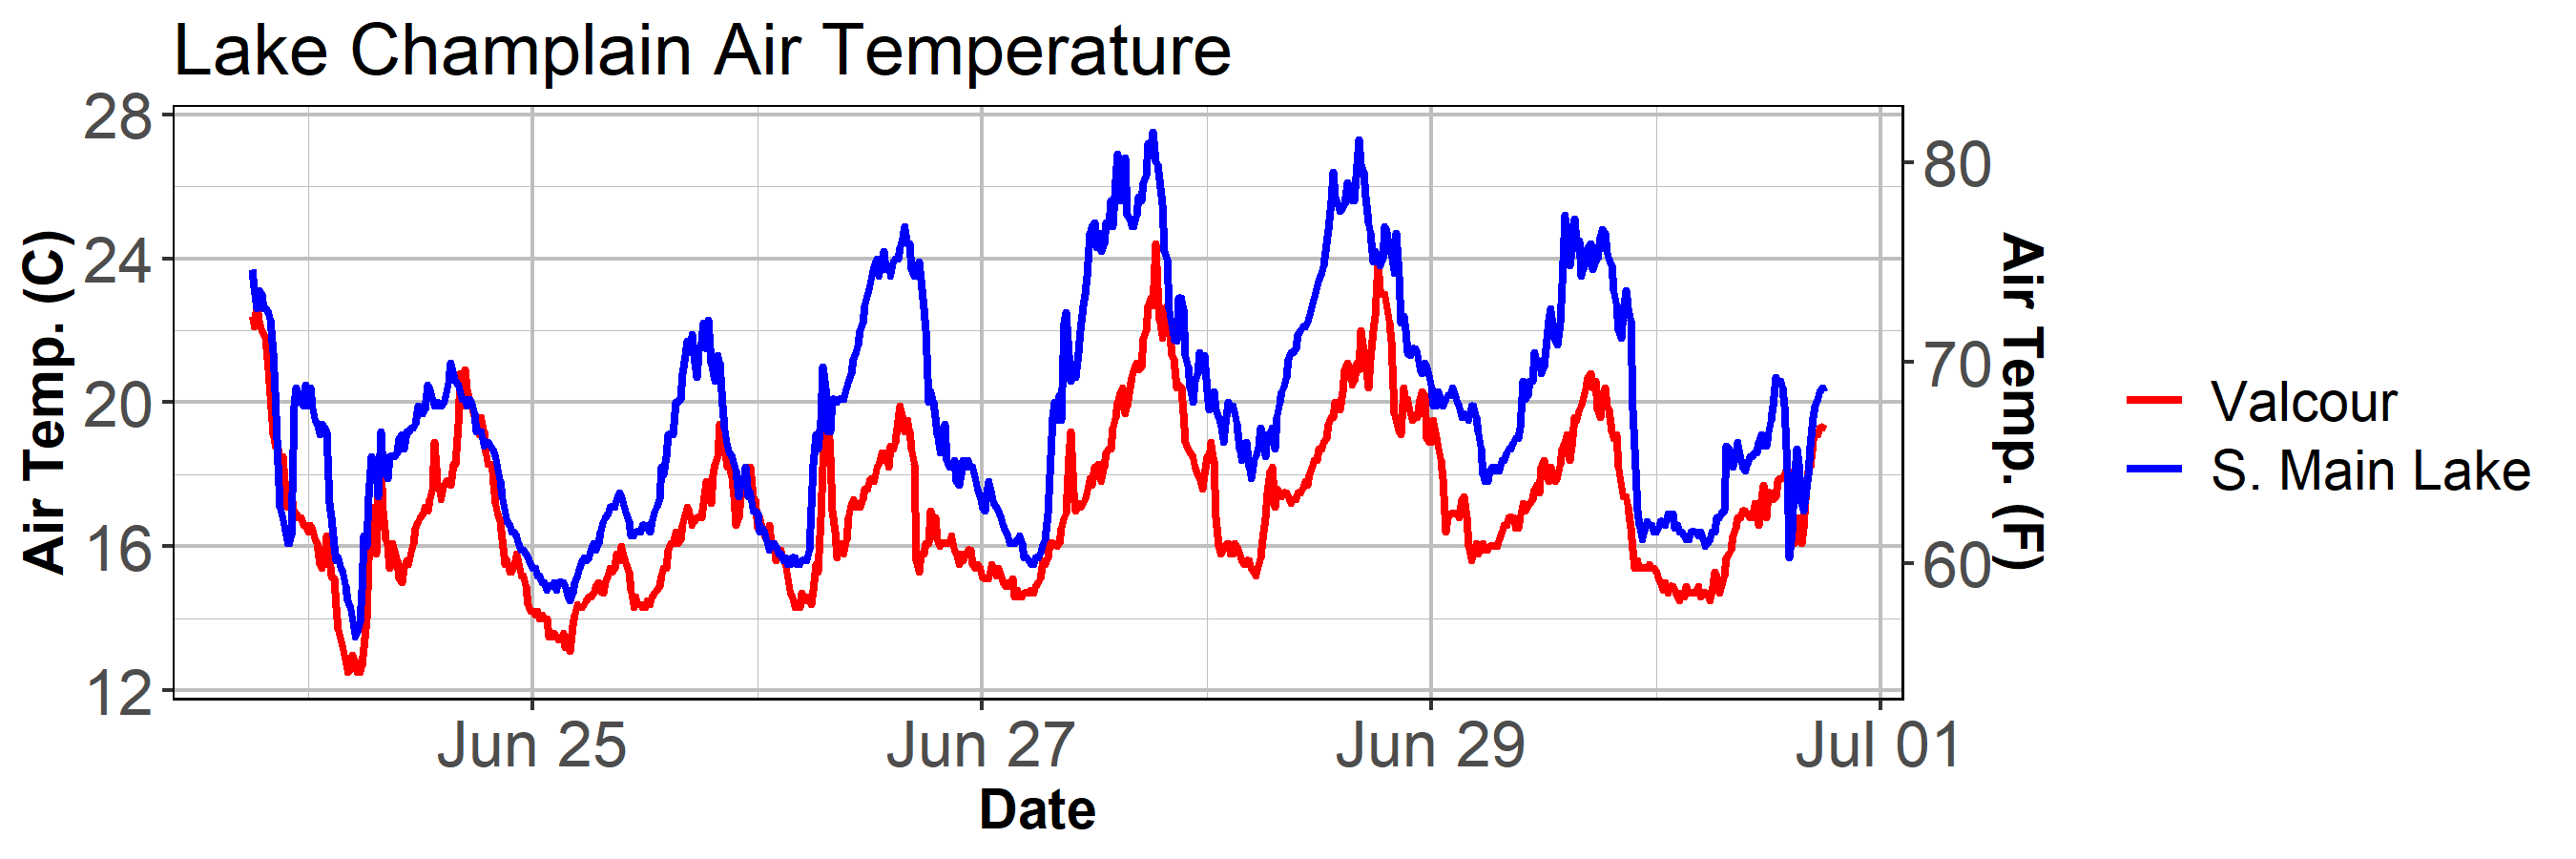 Lake Champlain Air Temperature
28
24
20
16
12
Air Temp. (C)
80
70
60
Air Temp. (F)
Jun 25
Jun 27
Jun 29
Jul 01
Date
Valcour
S. Main Lake